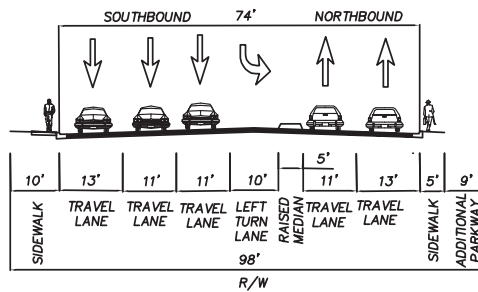 SOUTHBOUND 74' NORTHBOUND
5'
10' 13' 11' 11' 10' 11' 13' 5' 9'
SIDEWALK
TRAVEL
LANE
TRAVEL
LANE
TRAVEL
LANE
LEFT
TURN
LANE
RAISED
MEDIAN
TRAVEL
LANE
TRAVEL
LANE
SIDEWALK
ADDITIONAL
PARKWAY
98'
R/W